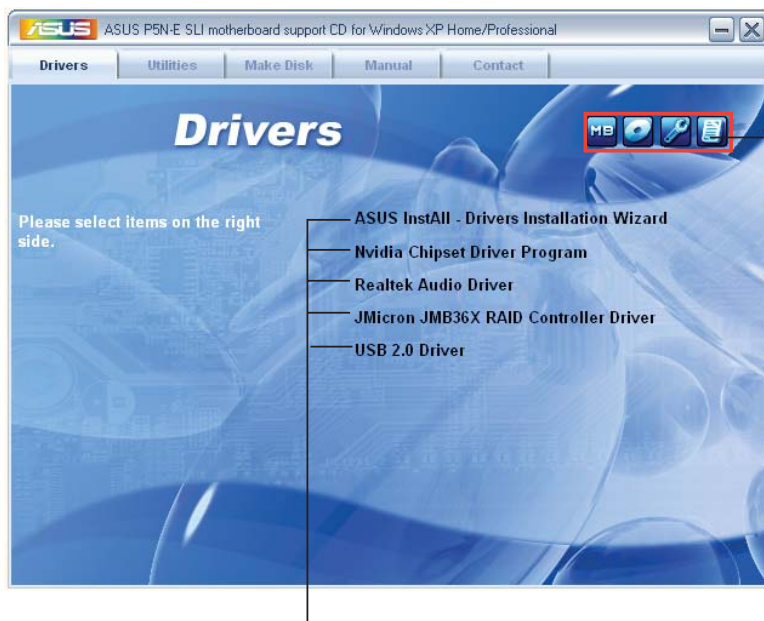 ASUS ASUS P5N-E SLI motherboard support CD for Windows XP Home/Professional
Drivers Utilities Make Disk Manual Contact
Drivers
MB
Please select items on the right
side.
ASUS InstAll - Drivers Installation Wizard
Nvidia Chipset Driver Program
Realtek Audio Driver
JMicron JMB36X RAID Controller Driver
USB 2.0 Driver